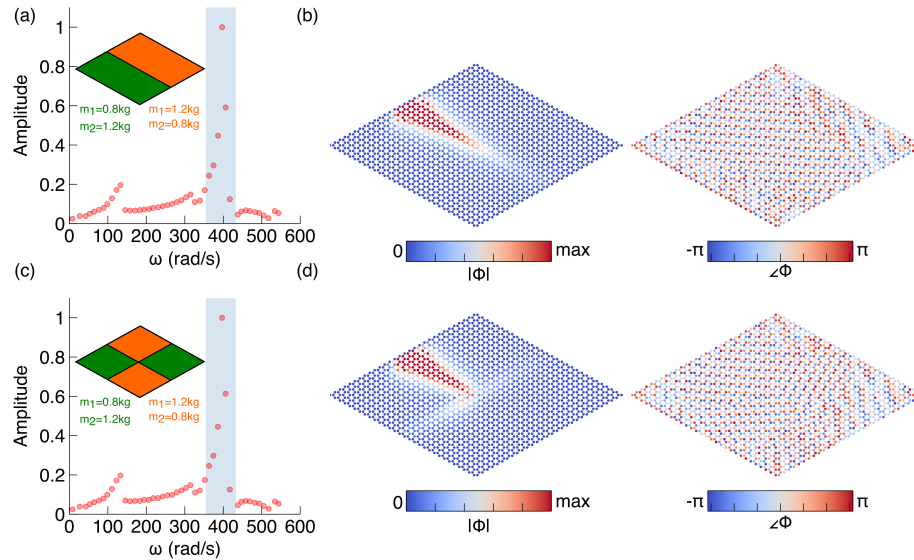 (a)
Amplitude
1
0.8
0.6
0.4
0.2
0
m1=0.8kg m1=1.2kg
m2=1.2kg m2=0.8kg
0 100 200 300 400 500 600
ω (rad/s)
(b)
0 max
|Φ|
-π π
∠Φ
(c)
Amplitude
1
0.8
0.6
0.4
0.2
0
m1=0.8kg m1=1.2kg
m2=1.2kg m2=0.8kg
0 100 200 300 400 500 600
ω (rad/s)
(d)
0 max
|Φ|
-π π
∠Φ